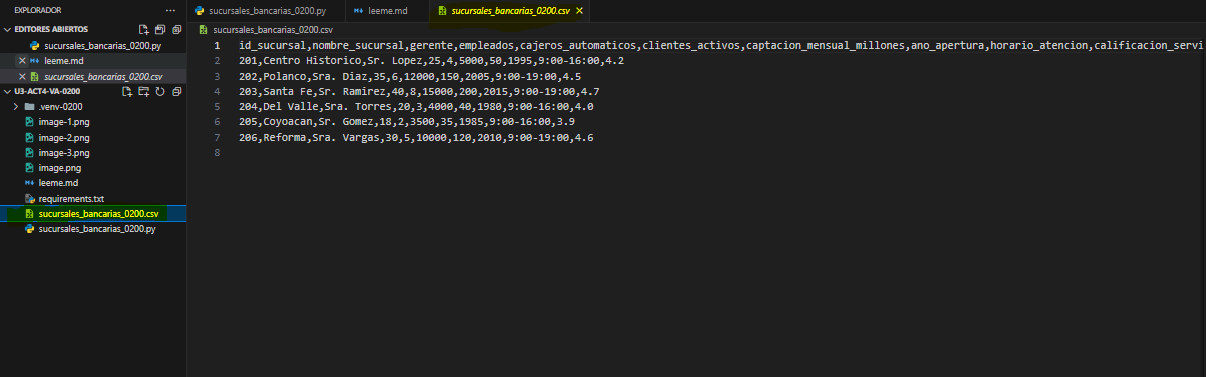 EXPLORADOR ...
EDITORES ABIERTOS
sucursales_bancarias_0200.py
leeme.md
sucursales_bancarias_0200.csv
U3-ACT4-VA-0200
.venv-0200
image-1.png
image-2.png
image-3.png
image.png
leeme.md
requirements.txt
sucursales_bancarias_0200.csv
sucursales_bancarias_0200.py
sucursales_bancarias_0200.py leeme.md sucursales_bancarias_0200.csv
sucursales_bancarias_0200.csv
1 id_sucursal,nombre_sucursal,gerente,empleados,cajeros_automaticos,clientes_activos,captacion_mensual_millones,ano_apertura,horario_atencion,calificacion_servi
2 201,Centro Historico,Sr. Lopez,25,4,5000,50,1995,9:00-16:00,4.2
3 202,Polanco,Sra. Diaz,35,6,12000,150,2005,9:00-19:00,4.5
4 203,Santa Fe,Sr. Ramirez,40,8,15000,200,2015,9:00-19:00,4.7
5 204,Del Valle,Sra. Torres,20,3,4000,40,1980,9:00-16:00,4.0
6 205,Coyoacan,Sr. Gomez,18,2,3500,35,1985,9:00-16:00,3.9
7 206,Reforma,Sra. Vargas,30,5,10000,120,2010,9:00-19:00,4.6
8